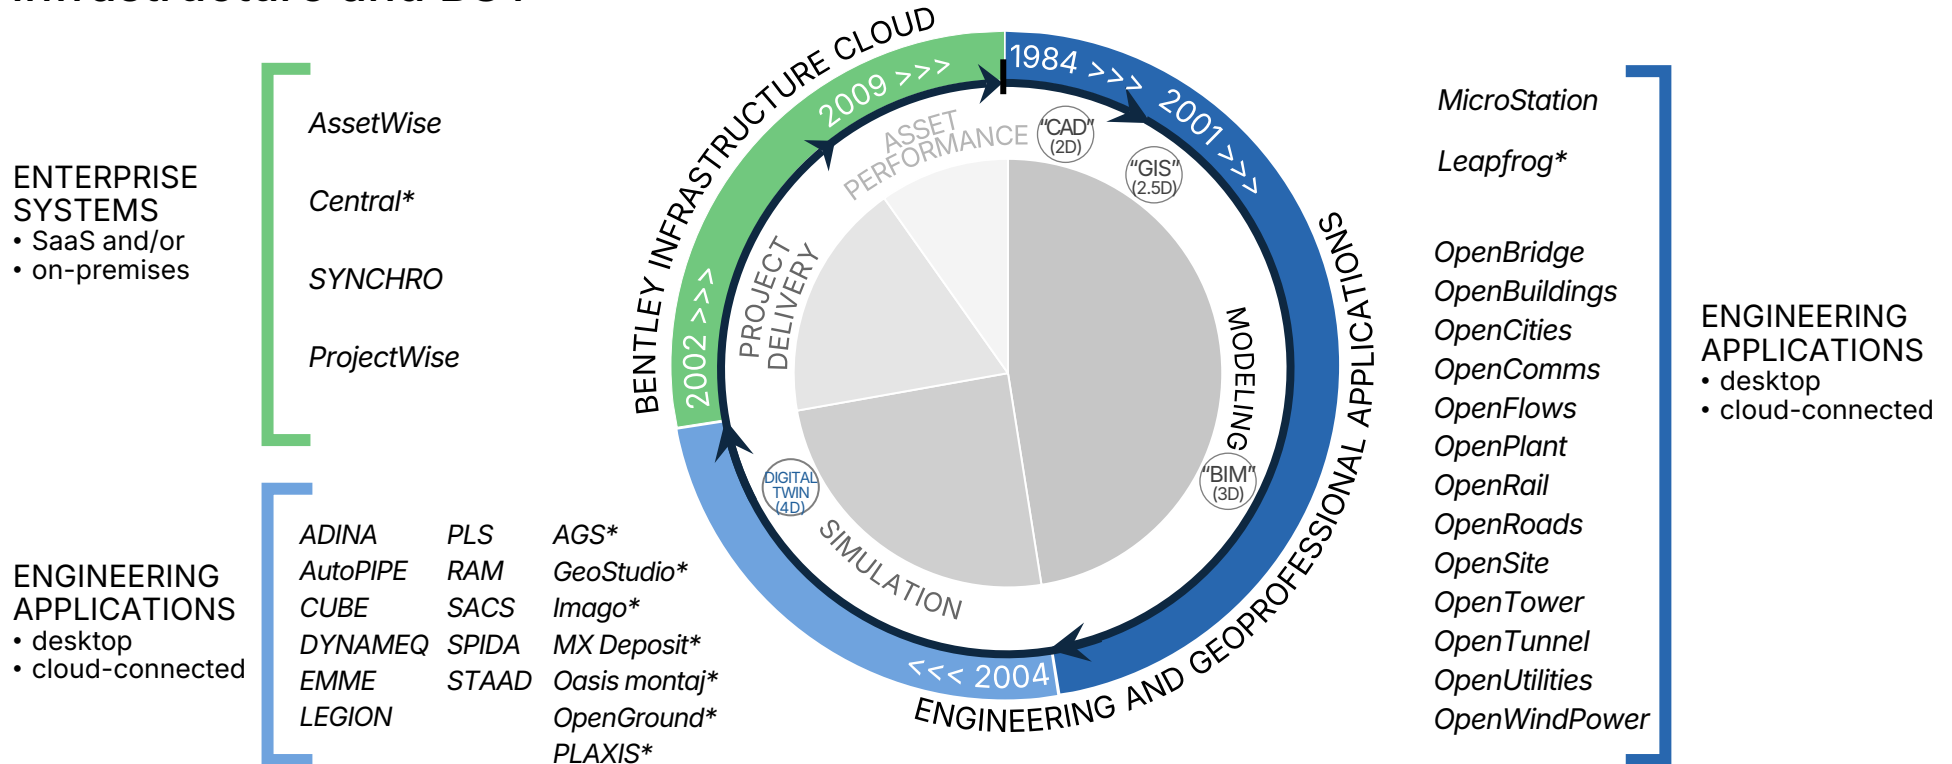 BENTLEY INFRASTRUCTURE CLOUD
2009 >>>
1984 >>>
2001 >>>
2002 >>>
<<< 2004
ENGINEERING AND GEOPROFESSIONAL APPLICATIONS
ASSET
PERFORMANCE
"CAD"
(2D)
"GIS"
(2.5D)
MODELING
"BIM"
(3D)
SIMULATION
DIGITAL
TWIN
(4D)
PROJECT
DELIVERY
ENTERPRISE
SYSTEMS
• SaaS and/or
• on-premises
AssetWise
Central*
SYNCHRO
ProjectWise
ENGINEERING
APPLICATIONS
• desktop
• cloud-connected
ADINA
AutoPIPE
CUBE
DYNAMEQ
EMME
LEGION
PLS
RAM
SACS
SPIDA
STAAD
AGS*
GeoStudio*
Imago*
MX Deposit*
Oasis montaj*
OpenGround*
PLAXIS*
MicroStation
Leapfrog*
OpenBridge
OpenBuildings
OpenCities
OpenComms
OpenFlows
OpenPlant
OpenRail
OpenRoads
OpenSite
OpenTower
OpenTunnel
OpenUtilities
OpenWindPower
ENGINEERING
APPLICATIONS
• desktop
• cloud-connected